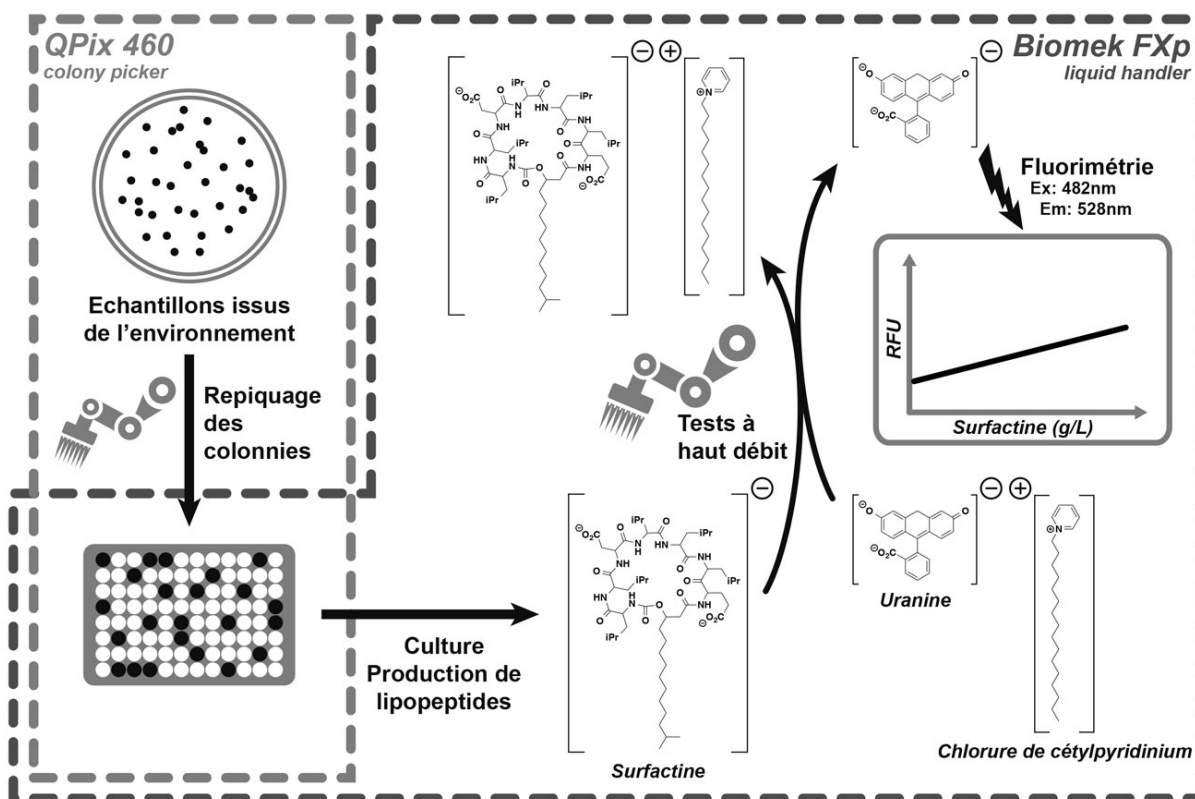 QPix 460
colony picker
Echantillons issus
de l'environnement
Repiquage
des
colonnies
Culture
Production de
lipopeptides
Biomek FXp
liquid handler
Fluorimétrie
Ex: 482nm
Em: 528nm
RFU
Surfactine (g/L)
Tests à
haut débit
Surfactine
Uranine
Chlorure de cétylpyridinium